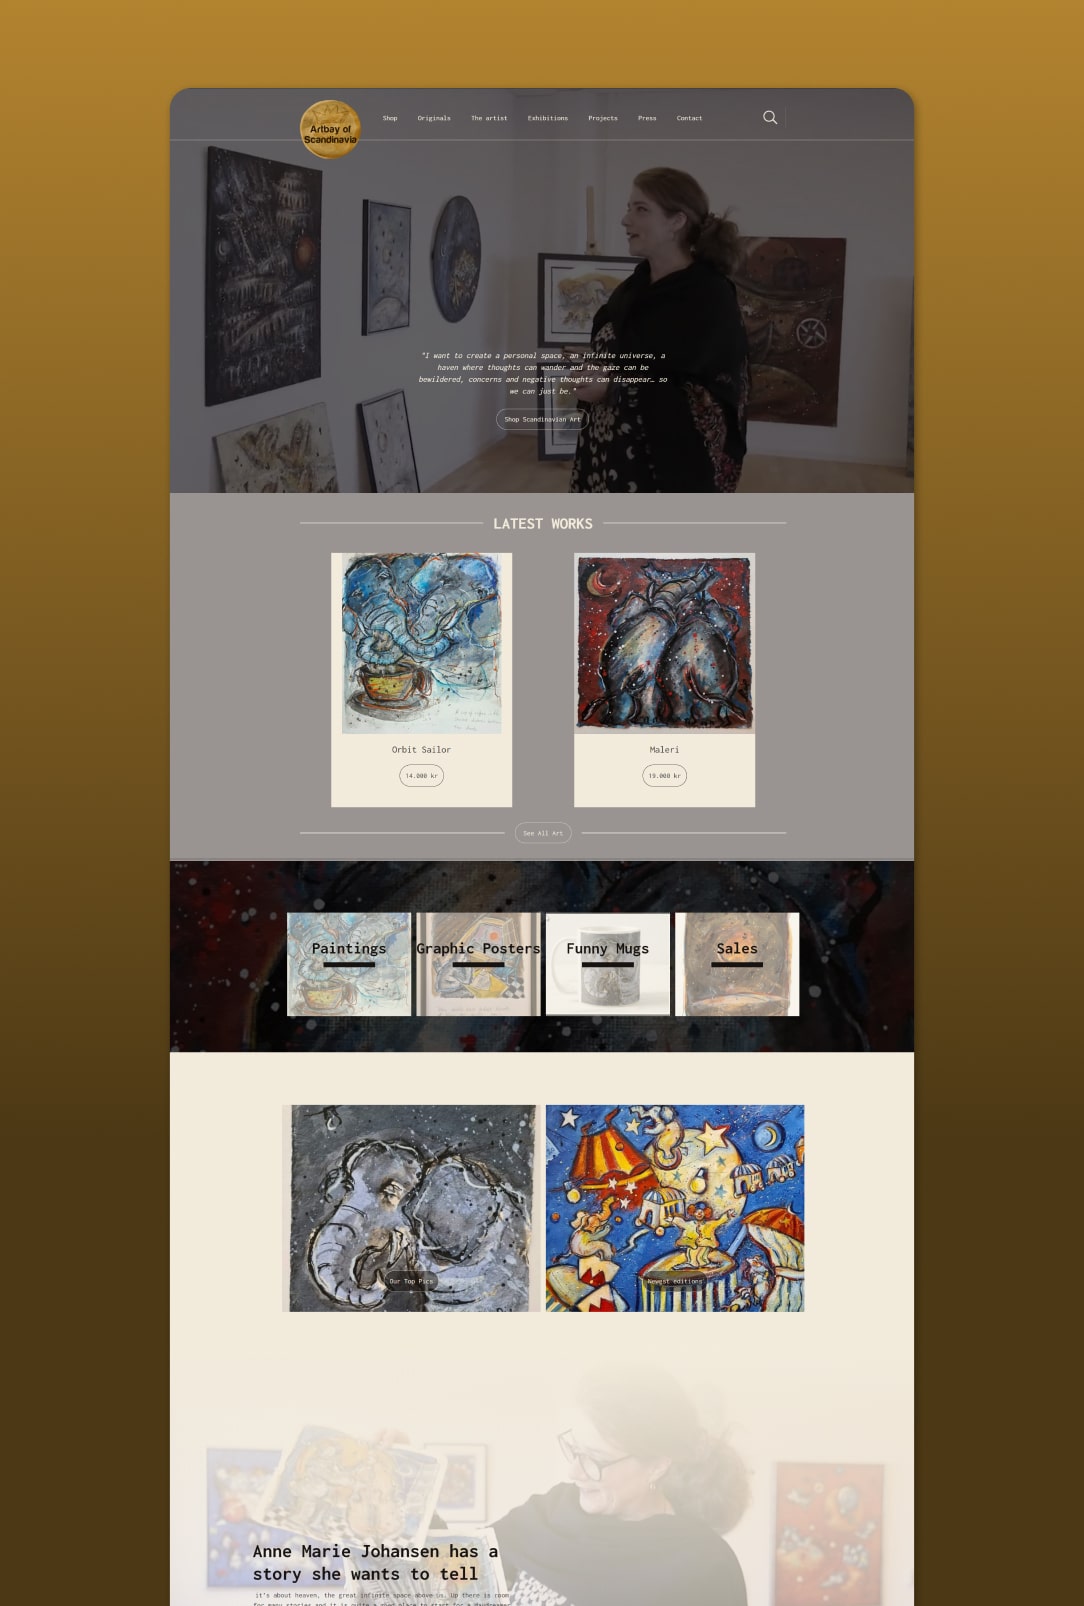 Artbay of
Scandinavia
Shop Originals The artist Exhibitions Projects Press Contact
"I want to create a personal space, an infinite universe, a
haven where thoughts can wander and the gaze can be
bewildered, concerns and negative thoughts can disappear… so
we can just be."
Shop Scandinavian Art
LATEST WORKS
Orbit Sailor
14.000 kr
Maleri
19.000 kr
See All Art
Paintings
Graphic Posters
Funny Mugs
Sales
Our Top Pics
Newest editions
Anne Marie Johansen has a
story she wants to tell
it's about heaven, the great infinite space above us. Up there is room
for many stories and it is quite a good place to start for a